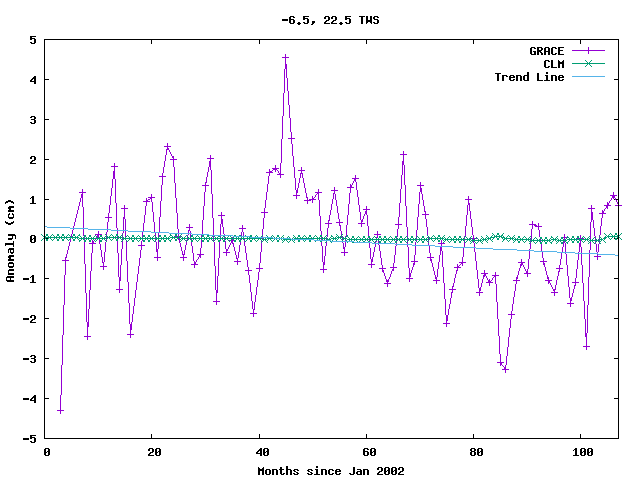 -6.5, 22.5 TWS
GRACE
CLM
Trend Line
5
4
3
2
1
0
-1
-2
-3
-4
-5
Anomaly (cm)
0 20 40 60 80 100
Months since Jan 2002